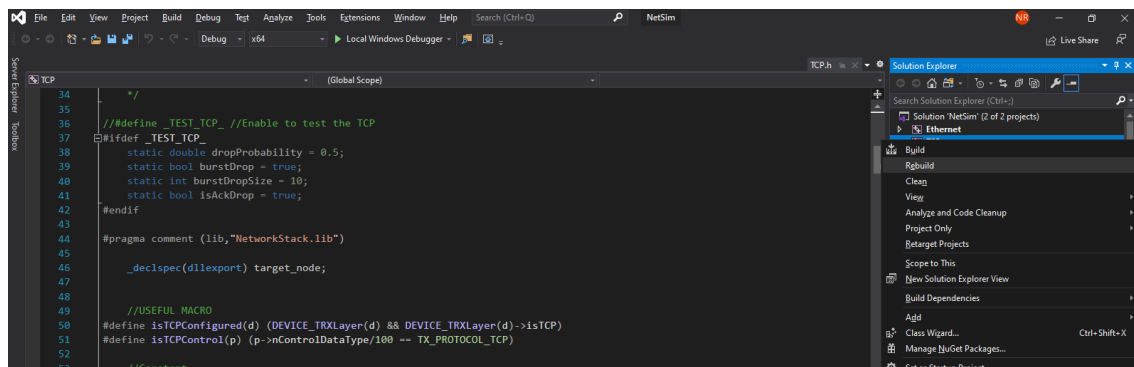 File Edit View Project Build Debug Test Analyze Tools Extensions Window Help Search (Ctrl+Q) NetSim NR
Debug x64 Local Windows Debugger Live Share
Server Explorer
Toolbox
TCP.h
TCP (Global Scope)
34 */
35
36 //#define _TEST_TCP_ //Enable to test the TCP
37 #ifdef _TEST_TCP_
38 static double dropProbability = 0.5;
39 static bool burstDrop = true;
40 static int burstDropSize = 10;
41 static bool isAckDrop = true;
42 #endif
43
44 #pragma comment (lib,"NetworkStack.lib")
45
46 _declspec(dllexport) target_node;
47
48
49 //USEFUL MACRO
50 #define isTCPConfigured(d) (DEVICE_TRXLayer(d) && DEVICE_TRXLayer(d)->isTCP)
51 #define isTCPControl(p) (p->nControlDataType/100 == TX_PROTOCOL_TCP)
52
Solution Explorer
Search Solution Explorer (Ctrl+;)
Solution 'NetSim' (2 of 2 projects)
Ethernet
Build
Rebuild
Clean
View
Analyze and Code Cleanup
Project Only
Retarget Projects
Scope to This
New Solution Explorer View
Build Dependencies
Add
Class Wizard... Ctrl+Shift+X
Manage NuGet Packages...